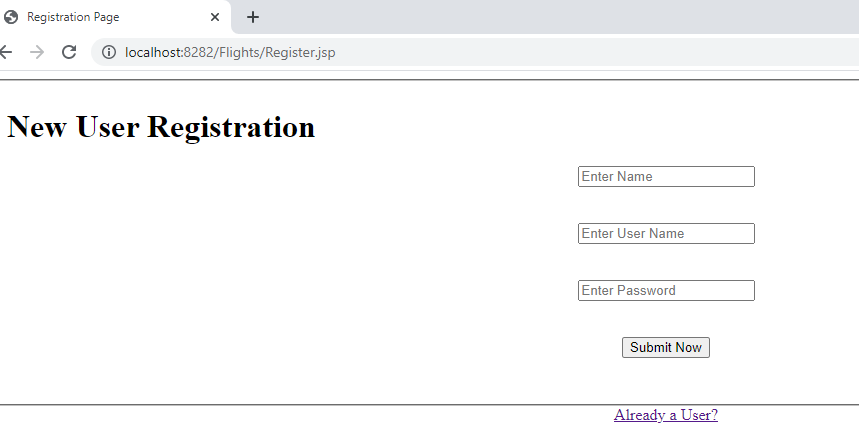 Registration Page
localhost:8282/Flights/Register.jsp
New User Registration
Enter Name
Enter User Name
Enter Password
Submit Now
Already a User?